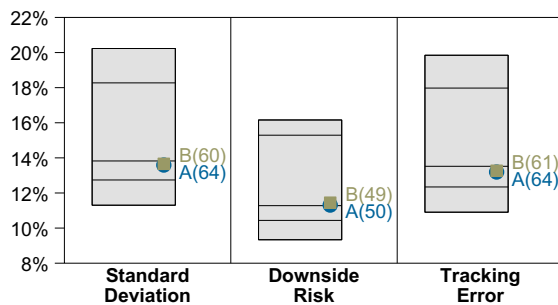 22%
20%
18%
16%
14%
12%
10%
8%
B(60)
A(64)
B(49)
A(50)
B(61)
A(64)
Standard
Deviation
Downside
Risk
Tracking
Error